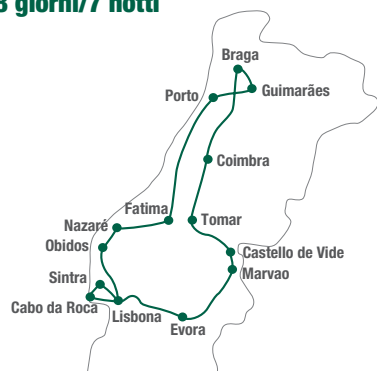 8 giorni/7 notti
Braga
Porto
Guimarães
Coimbra
Fatima
Tomar
Nazaré
Obidos
Castello de Vide
Sintra
Marvao
Cabo da Roca
Lisbona
Evora